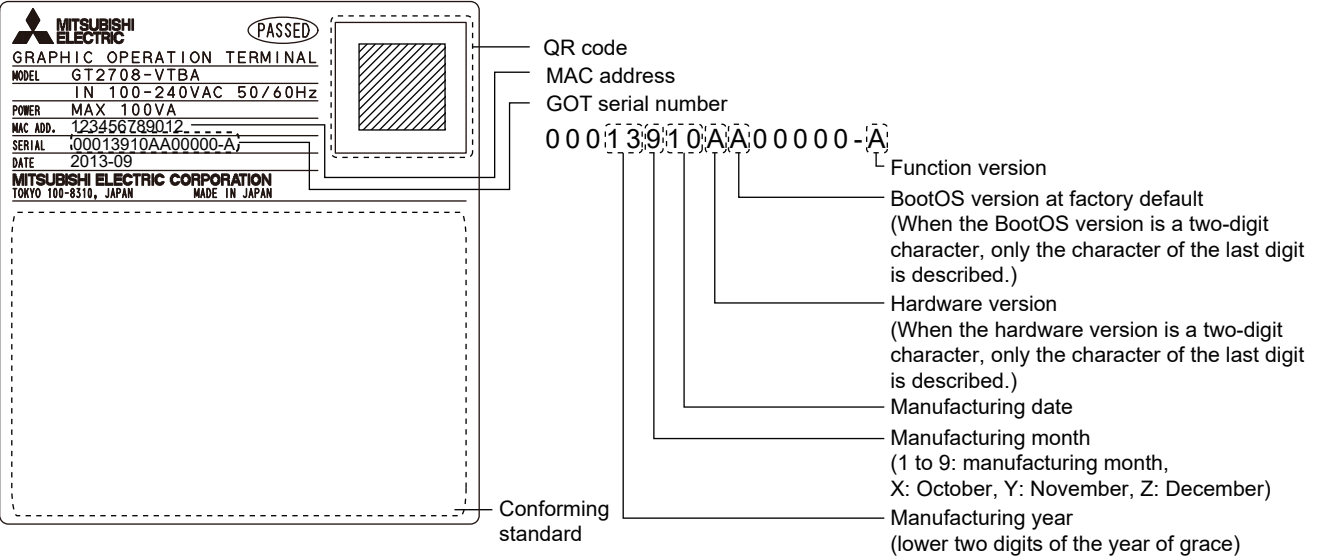 MITSUBISHI
ELECTRIC
PASSED
GRAPHIC OPERATION TERMINAL
MODEL GT2708-VTBA
IN 100-240VAC 50/60Hz
POWER MAX 100VA
MAC ADD. 123456789012
SERIAL 00013910AA00000-A
DATE 2013-09
MITSUBISHI ELECTRIC CORPORATION
TOKYO 100-8310, JAPAN MADE IN JAPAN
QR code
MAC address
GOT serial number
00013910AA00000-A
Function version
BootOS version at factory default
(When the BootOS version is a two-digit
character, only the character of the last digit
is described.)
Hardware version
(When the hardware version is a two-digit
character, only the character of the last digit
is described.)
Manufacturing date
Manufacturing month
(1 to 9: manufacturing month,
X: October, Y: November, Z: December)
Manufacturing year
(lower two digits of the year of grace)
Conforming
standard